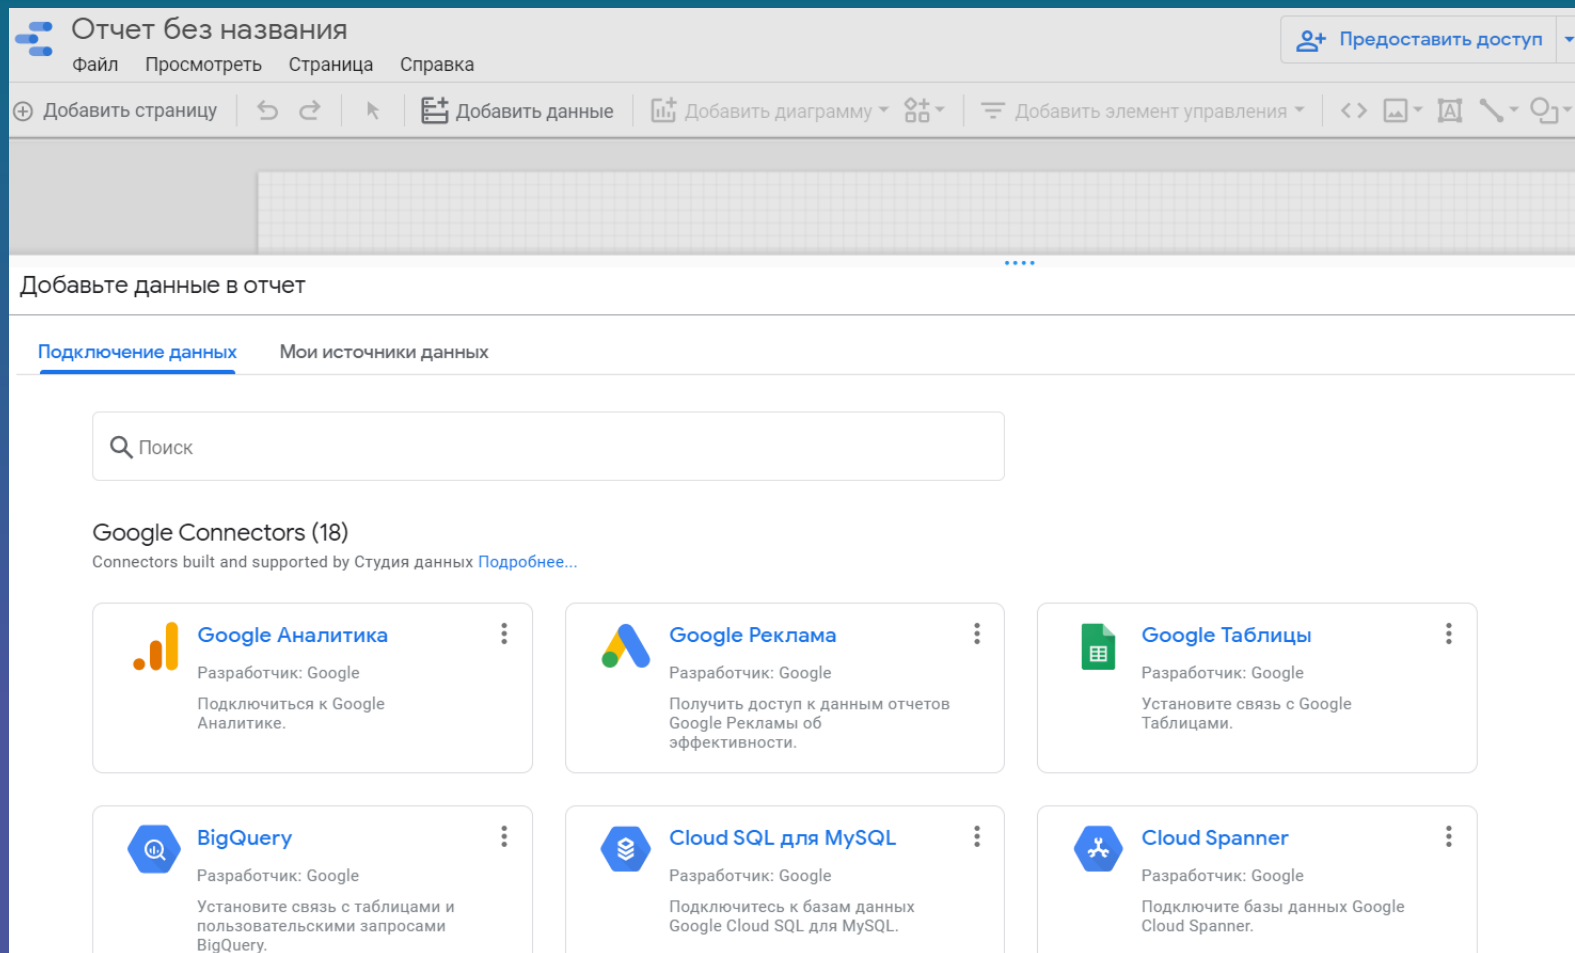 Отчет без названия
Предоставить доступ
Файл Просмотреть Страница Справка
Добавить страницу Добавить данные Добавить диаграмму Добавить элемент управления
Добавьте данные в отчет
Подключение данных Мои источники данных
Поиск
Google Connectors (18)
Connectors built and supported by Студия данных Подробнее...
Google Аналитика
Разработчик: Google
Подключиться к Google
Аналитике.
Google Реклама
Разработчик: Google
Получить доступ к данным отчетов
Google Рекламы об
эффективности.
Google Таблицы
Разработчик: Google
Установите связь с Google
Таблицами.
BigQuery
Разработчик: Google
Установите связь с таблицами и
пользовательскими запросами
BigQuery.
Cloud SQL для MySQL
Разработчик: Google
Подключитесь к базам данных
Google Cloud SQL для MySQL.
Cloud Spanner
Разработчик: Google
Подключите базы данных Google
Cloud Spanner.